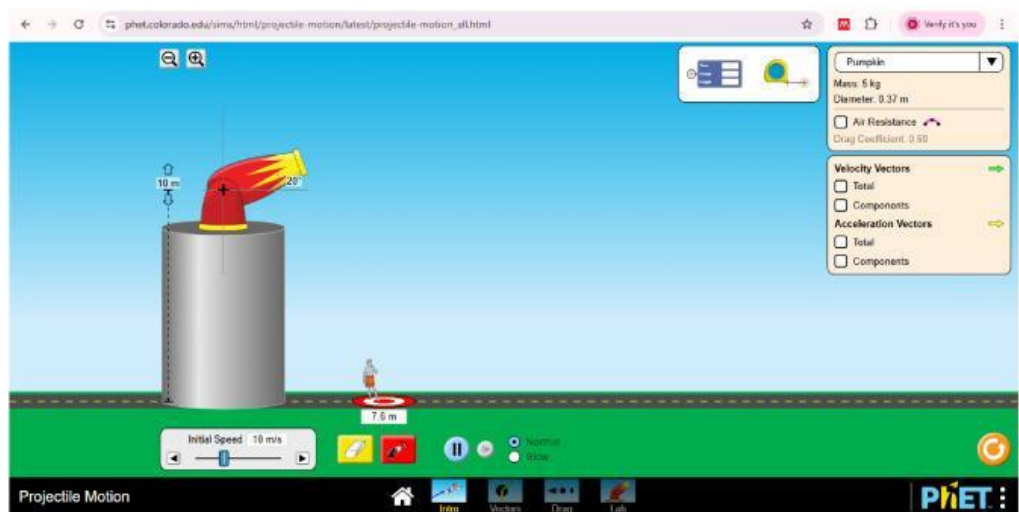 phet.colorado.edu/sims/html/projectile-motion/latest/projectile-motion_all.html
Verify it's you
Pumpkin
Mass: 5 kg
Diameter: 0.37 m
Air Resistance
Drag Coefficient: 0.60
Velocity Vectors
Total
Components
Acceleration Vectors
Total
Components
10 m
20°
7.6 m
Initial Speed 10 m/s
Normal
Slow
Projectile Motion
Intro
Vectors
Drag
Lab
PhET